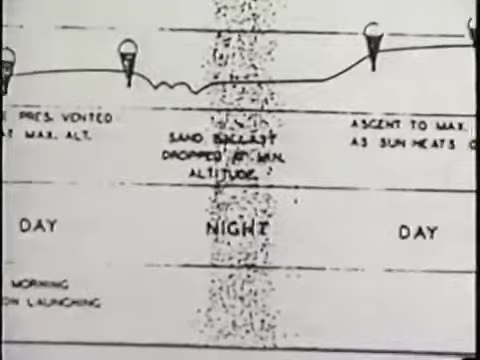 PRES. VENTED
MAX. ALT.
SAND BALLAST
DROPPED AT MIN.
ALTITUDE
ASCENT TO MAX.
AS SUN HEATS
DAY
NIGHT
DAY
MORNING
ON LAUNCHING